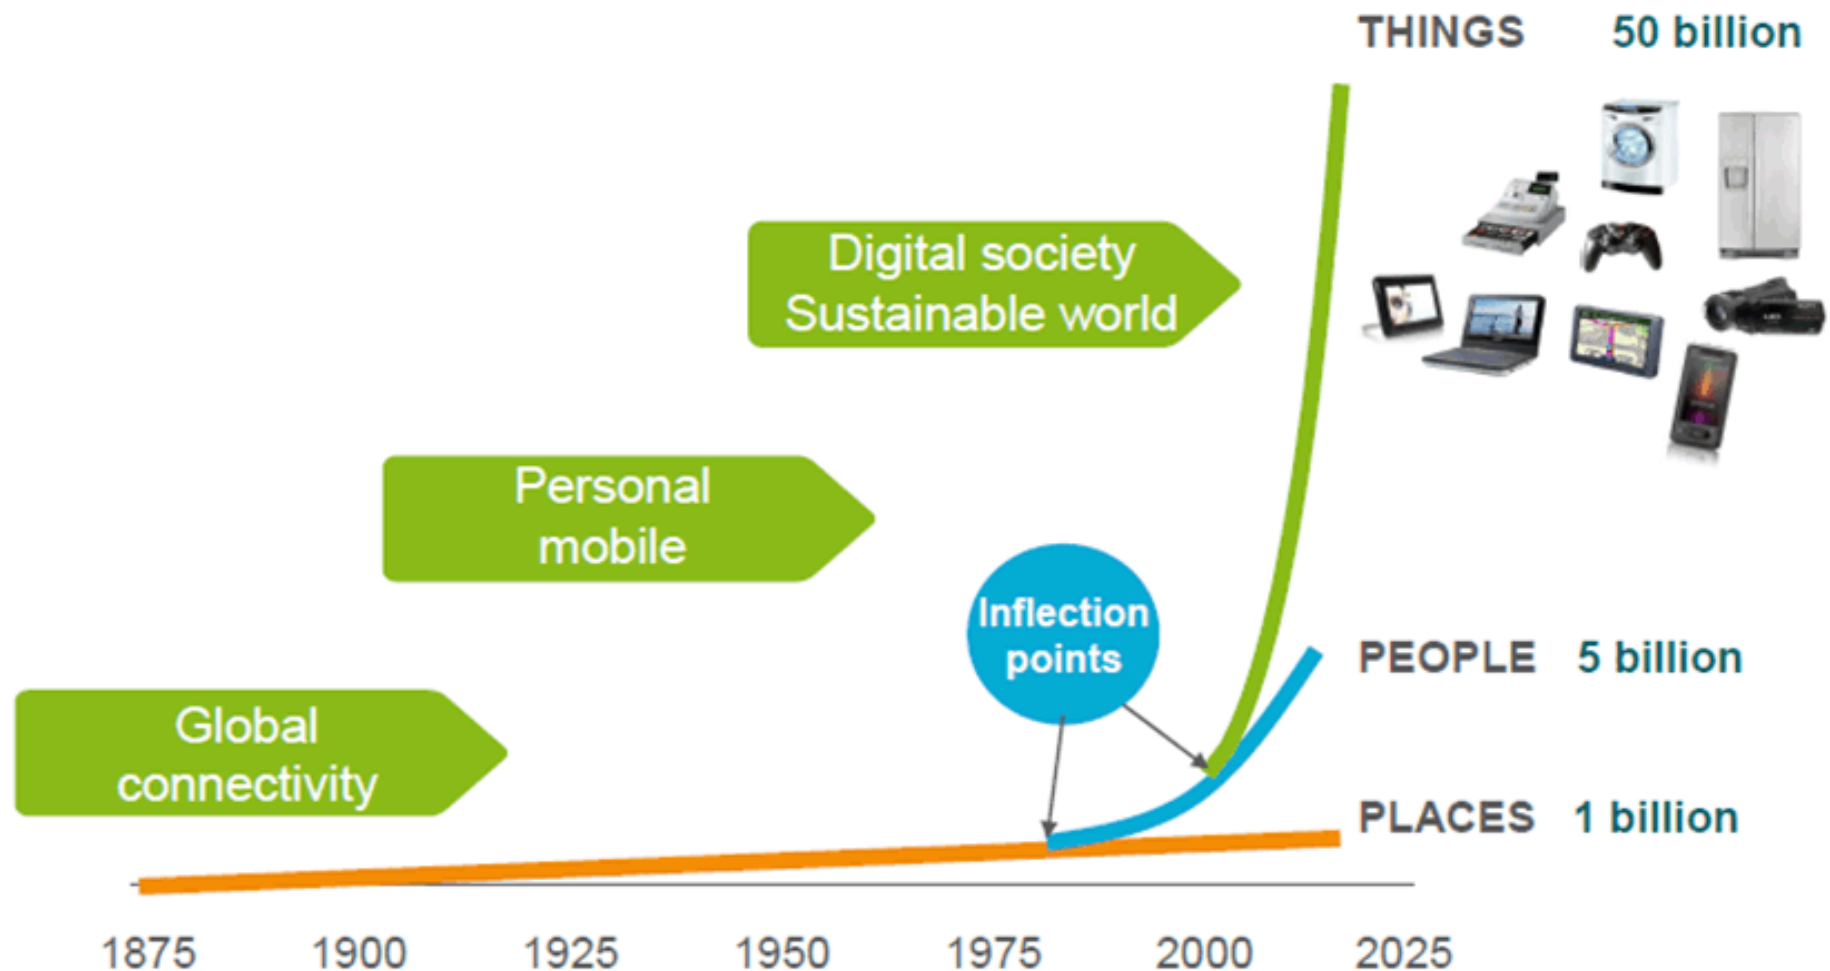 THINGS 50 billion
Digital society
Sustainable world
Personal
mobile
Inflection
points
PEOPLE 5 billion
Global
connectivity
PLACES 1 billion
1875 1900 1925 1950 1975 2000 2025